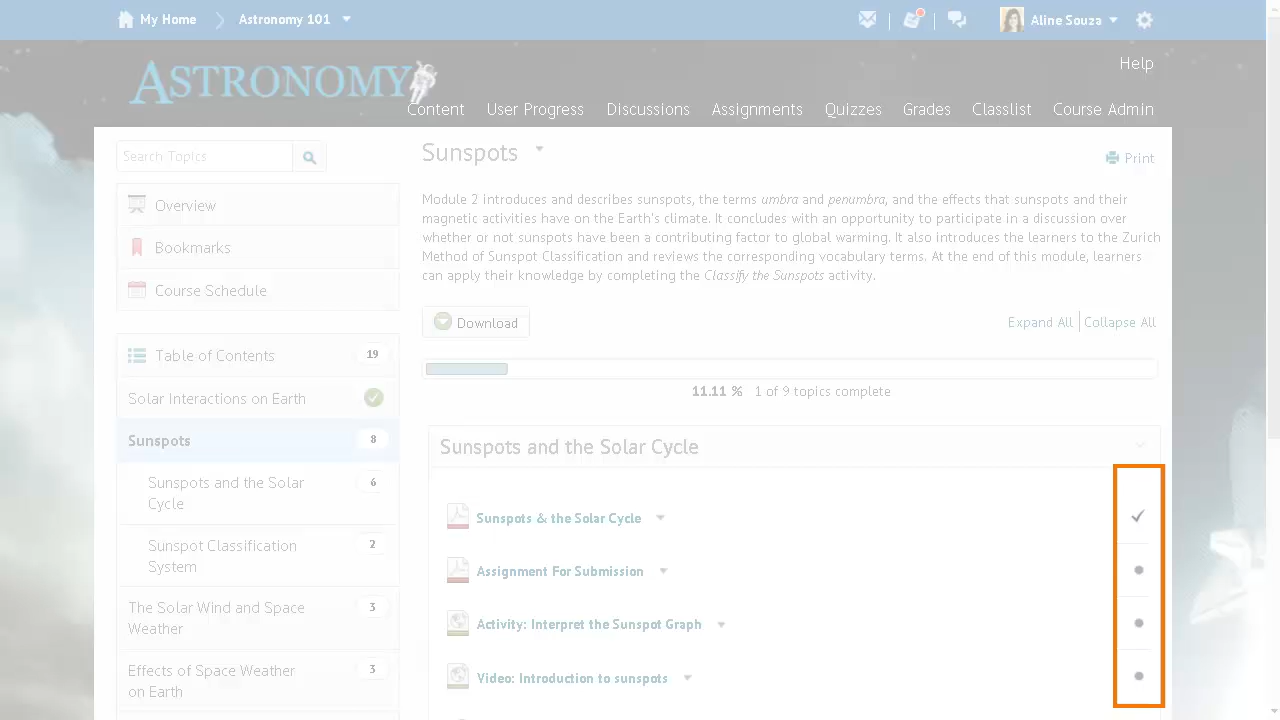 My Home
Astronomy 101
Aline Souza
ASTRONOMY
Help
Content User Progress Discussions Assignments Quizzes Grades Classlist Course Admin
Search Topics
Overview
Bookmarks
Course Schedule
Table of Contents 19
Solar Interactions on Earth
Sunspots 8
Sunspots and the Solar 6
Cycle
Sunspot Classification 2
System
The Solar Wind and Space 3
Weather
Effects of Space Weather 3
on Earth
Sunspots
Print
Module 2 introduces and describes sunspots, the terms umbra and penumbra, and the effects that sunspots and their
magnetic activities have on the Earth's climate. It concludes with an opportunity to participate in a discussion over
whether or not sunspots have been a contributing factor to global warming. It also introduces the learners to the Zurich
Method of Sunspot Classification and reviews the corresponding vocabulary terms. At the end of this module, learners
can apply their knowledge by completing the Classify the Sunspots activity.
Download
Expand All Collapse All
11.11 % 1 of 9 topics complete
Sunspots and the Solar Cycle
Sunspots & the Solar Cycle
Assignment For Submission
Activity: Interpret the Sunspot Graph
Video: Introduction to sunspots